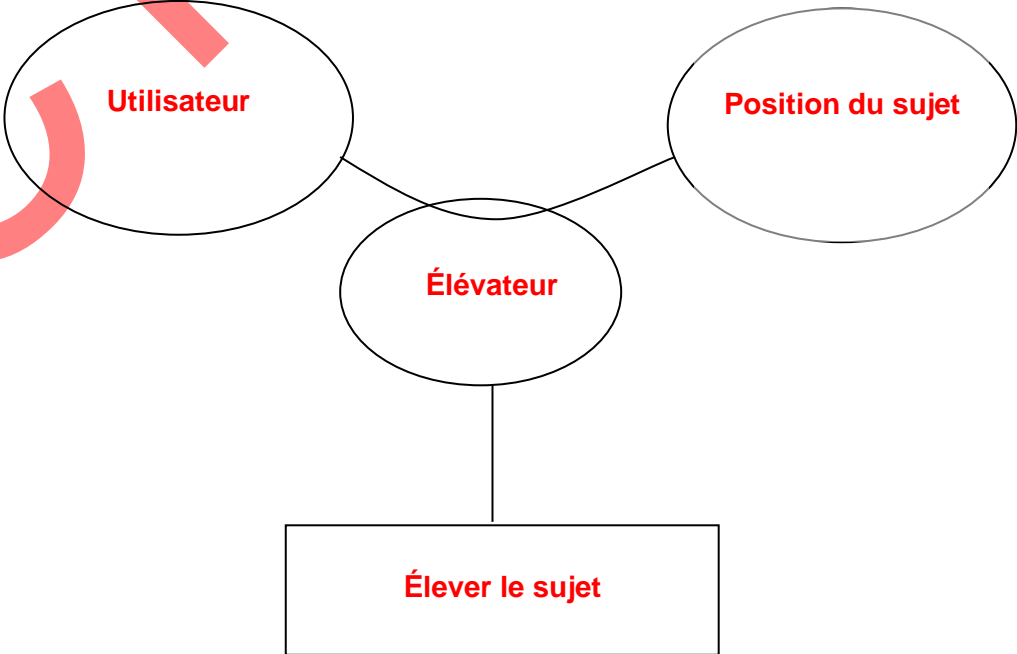 Utilisateur
Position du sujet
Élévateur
Élever le sujet